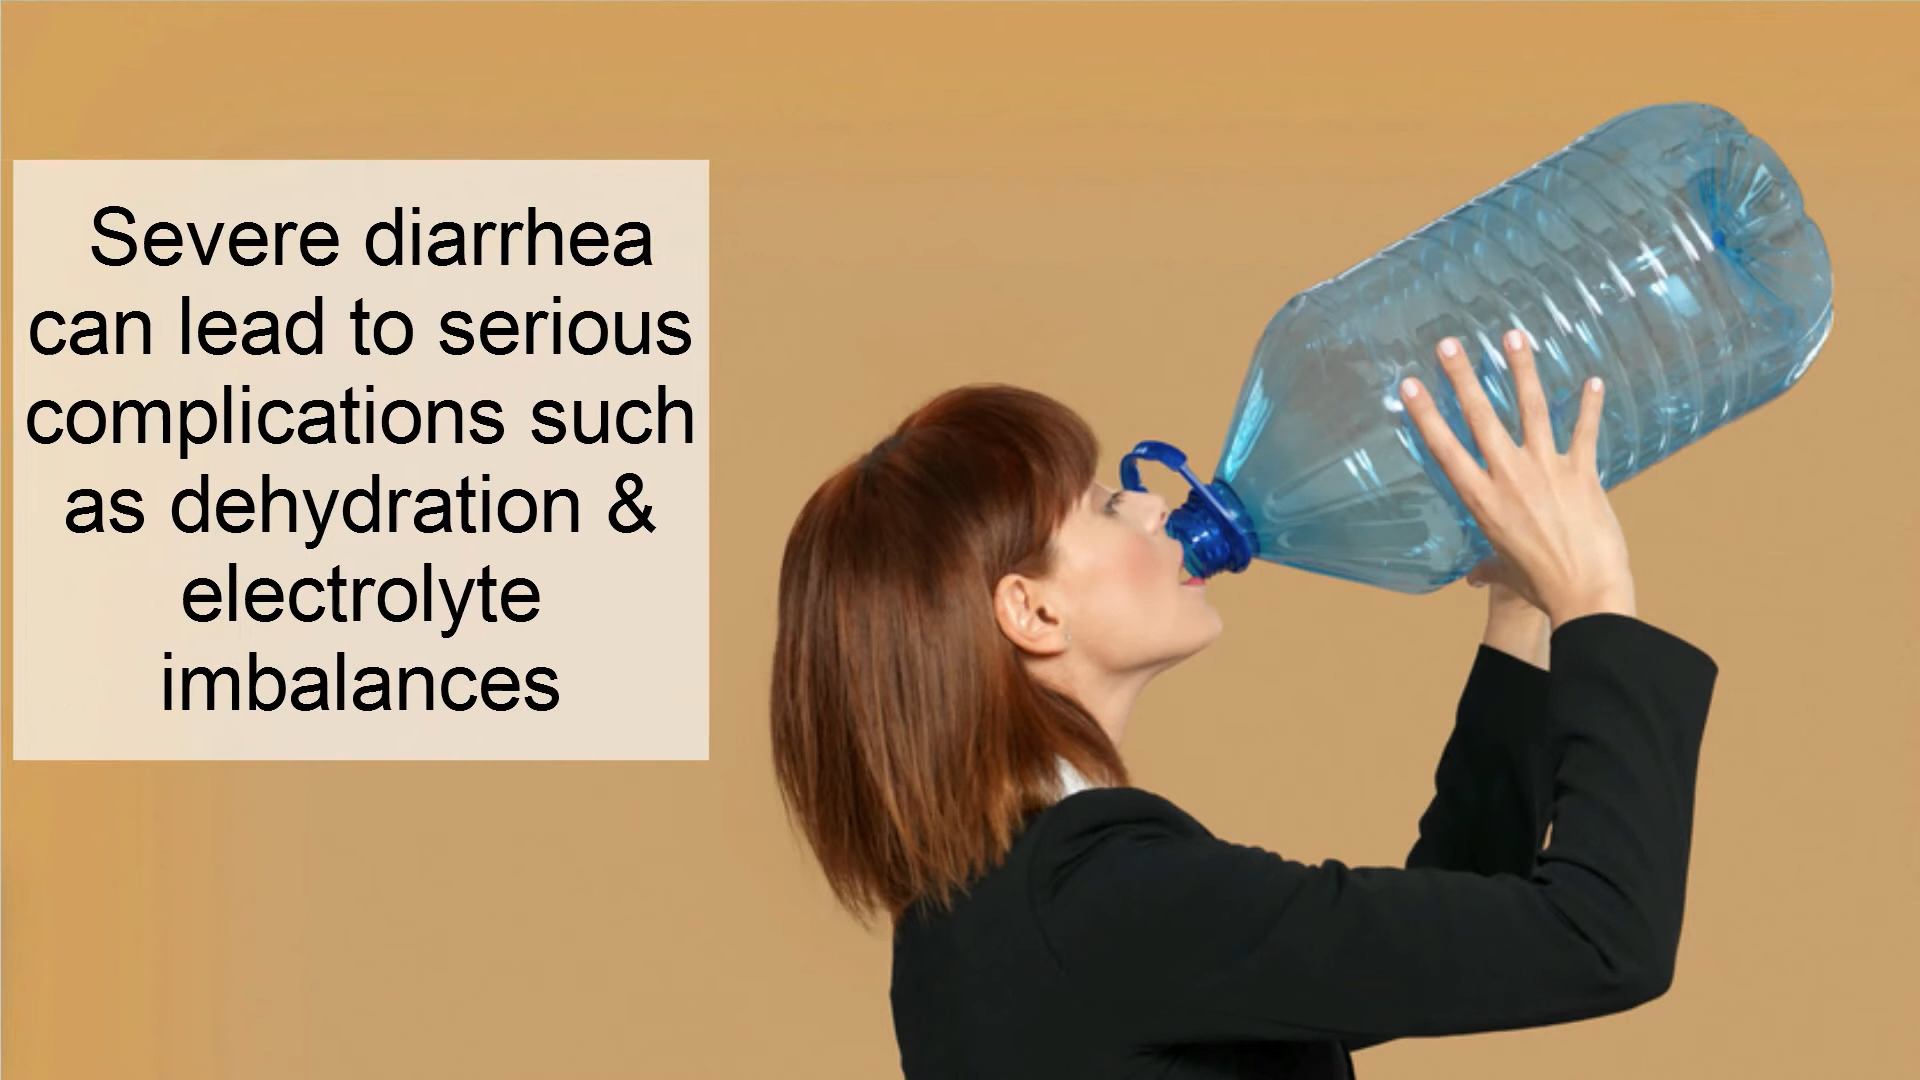 Severe diarrhea
can lead to serious
complications such
as dehydration &
electrolyte
imbalances